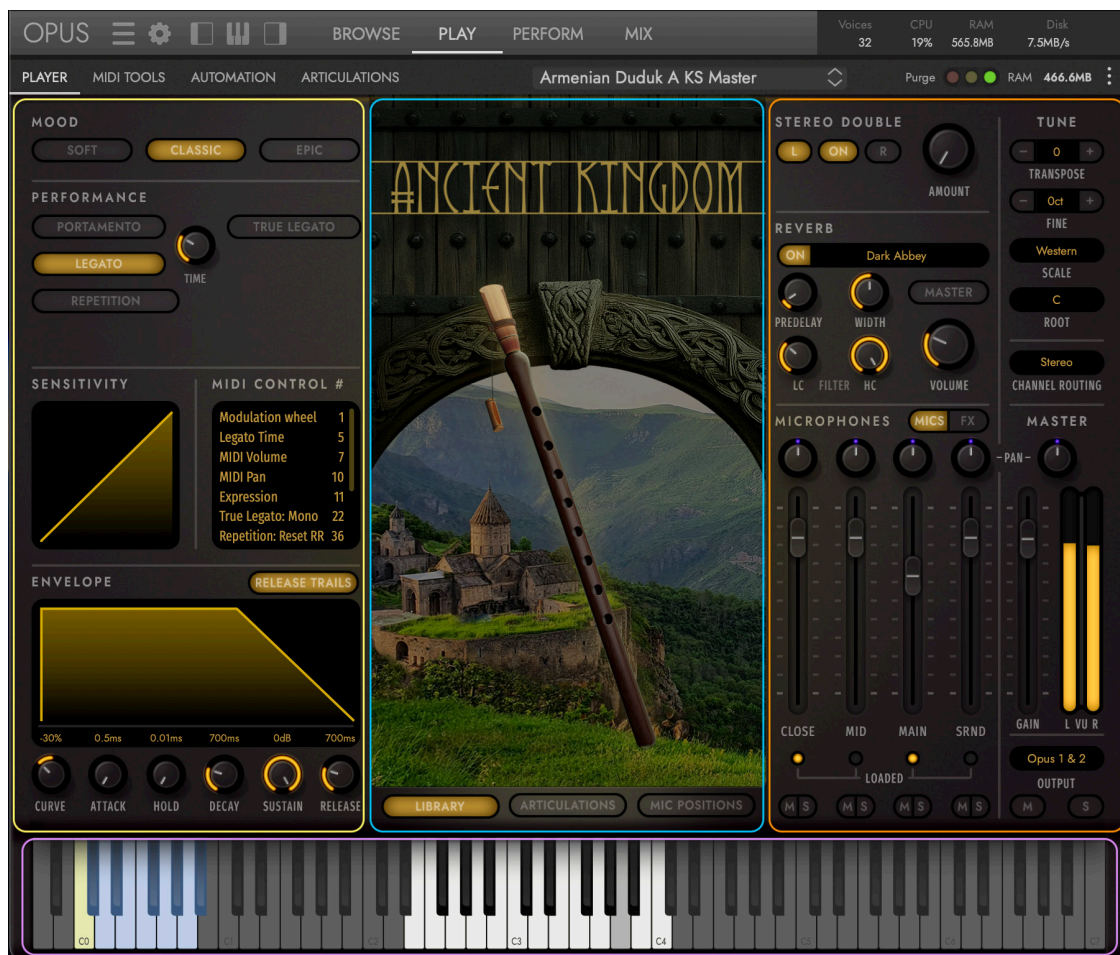 OPUS BROWSE PLAY PERFORM MIX
Voices CPU RAM Disk
32 19% 565.8MB 7.5MB/s
PLAYER MIDI TOOLS AUTOMATION ARTICULATIONS Armenian Duduk A KS Master Purge RAM 466.6MB
MOOD
SOFT CLASSIC EPIC
PERFORMANCE
PORTAMENTO TRUE LEGATO
LEGATO
TIME
REPETITION
SENSITIVITY
MIDI CONTROL #
Modulation wheel 1
Legato Time 5
MIDI Volume 7
MIDI Pan 10
Expression 11
True Legato: Mono 22
Repetition: Reset RR 36
ENVELOPE RELEASE TRAILS
-30% 0.5ms 0.01ms 700ms 0dB 700ms
CURVE ATTACK HOLD DECAY SUSTAIN RELEASE
ANCIENT KINGDOM
LIBRARY ARTICULATIONS MIC POSITIONS
STEREO DOUBLE
L ON R
AMOUNT
REVERB
ON Dark Abbey
MASTER
PREDELAY WIDTH
LC FILTER HC VOLUME
MICROPHONES MICS FX
-PAN-
CLOSE MID MAIN SRND
LOADED
M S M S M S M S
TUNE
- 0 +
TRANSPOSE
- 0ct +
FINE
Western
SCALE
C
ROOT
Stereo
CHANNEL ROUTING
MASTER
GAIN L VU R
Opus 1 & 2
OUTPUT
M S
C0 C1 C2 C3 C4 C5 C6 C7